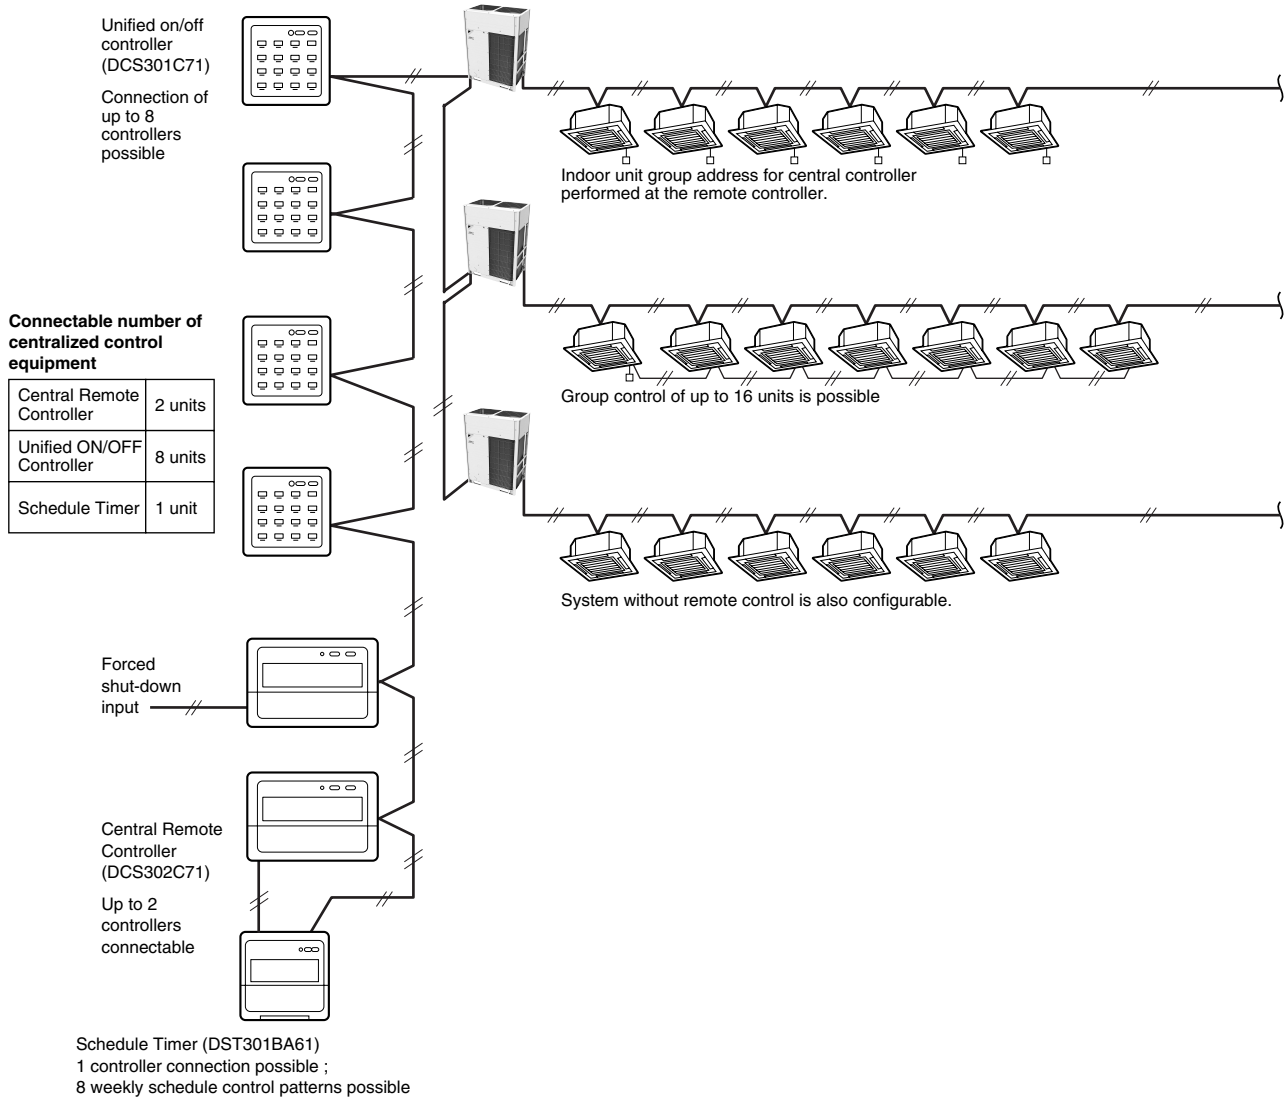 Unified on/off
controller
(DCS301C71)
Connection of
up to 8
controllers
possible
Indoor unit group address for central controller
performed at the remote controller.
Connectable number of
centralized control
equipment
Central Remote
Controller
2 units
Unified ON/OFF
Controller
8 units
Schedule Timer
1 unit
Group control of up to 16 units is possible
System without remote control is also configurable.
Forced
shut-down
input
Central Remote
Controller
(DCS302C71)
Up to 2
controllers
connectable
Schedule Timer (DST301BA61)
1 controller connection possible ;
8 weekly schedule control patterns possible